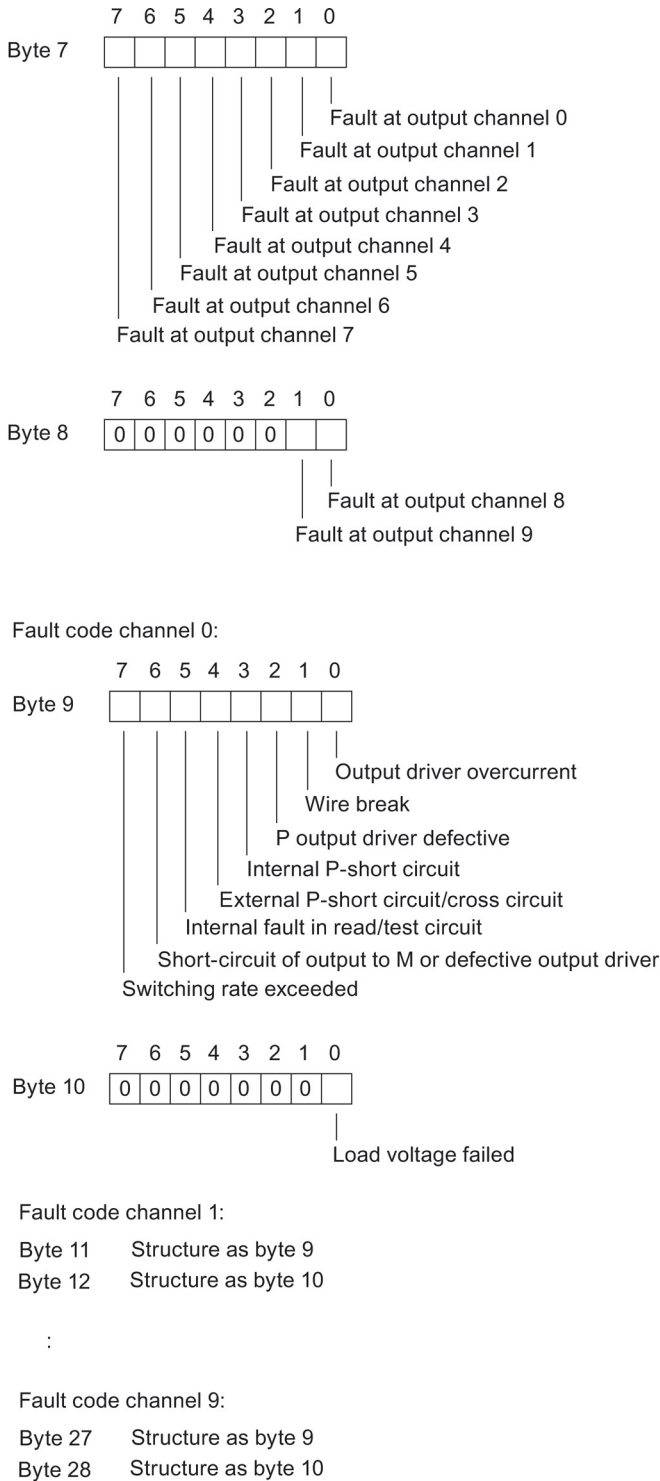 7 6 5 4 3 2 1 0
Byte 7
Fault at output channel 0
Fault at output channel 1
Fault at output channel 2
Fault at output channel 3
Fault at output channel 4
Fault at output channel 5
Fault at output channel 6
Fault at output channel 7
7 6 5 4 3 2 1 0
Byte 8 0 0 0 0 0 0
Fault at output channel 8
Fault at output channel 9
Fault code channel 0:
7 6 5 4 3 2 1 0
Byte 9
Output driver overcurrent
Wire break
P output driver defective
Internal P-short circuit
External P-short circuit/cross circuit
Internal fault in read/test circuit
Short-circuit of output to M or defective output driver
Switching rate exceeded
7 6 5 4 3 2 1 0
Byte 10 0 0 0 0 0 0 0
Load voltage failed
Fault code channel 1:
Byte 11 Structure as byte 9
Byte 12 Structure as byte 10
:
Fault code channel 9:
Byte 27 Structure as byte 9
Byte 28 Structure as byte 10